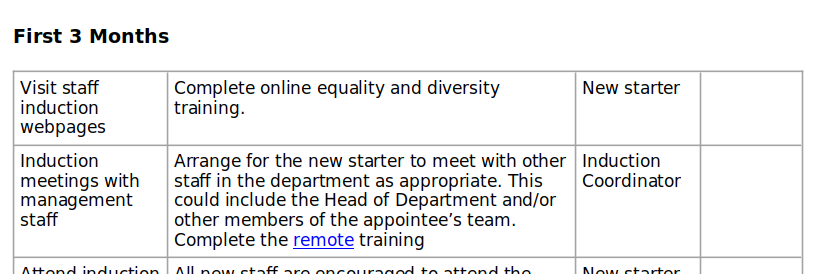 First 3 Months
Visit staff
induction
webpages
Complete online equality and diversity
training.
New starter
Induction
meetings with
management
staff
Arrange for the new starter to meet with other
staff in the department as appropriate. This
could include the Head of Department and/or
other members of the appointee’s team.
Complete the remote training
Induction
Coordinator
Attend induction
All new staff are encouraged to attend the
New starter